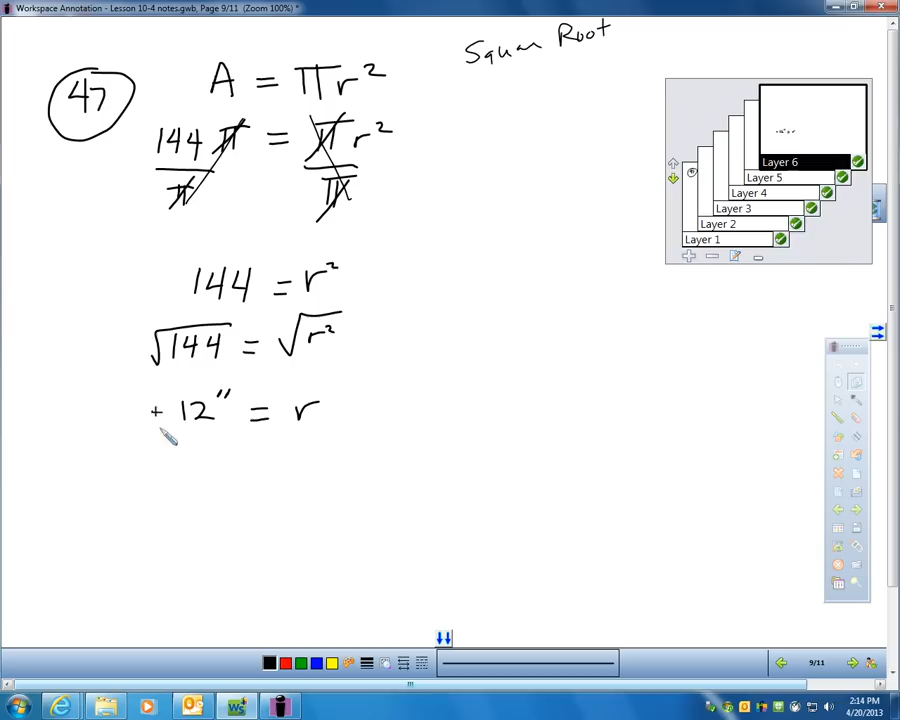 Workspace Annotation - Lesson 10-4 notes.gwb, Page 9/11 (Zoom 100%) *
Squar Root
47
A = πr²
144 π = π r²
π π
144 = r²
√144 = √r²
+ 12" = r
Layer 6
Layer 5
Layer 4
Layer 3
Layer 2
Layer 1
9/11
2:14 PM
4/20/2013